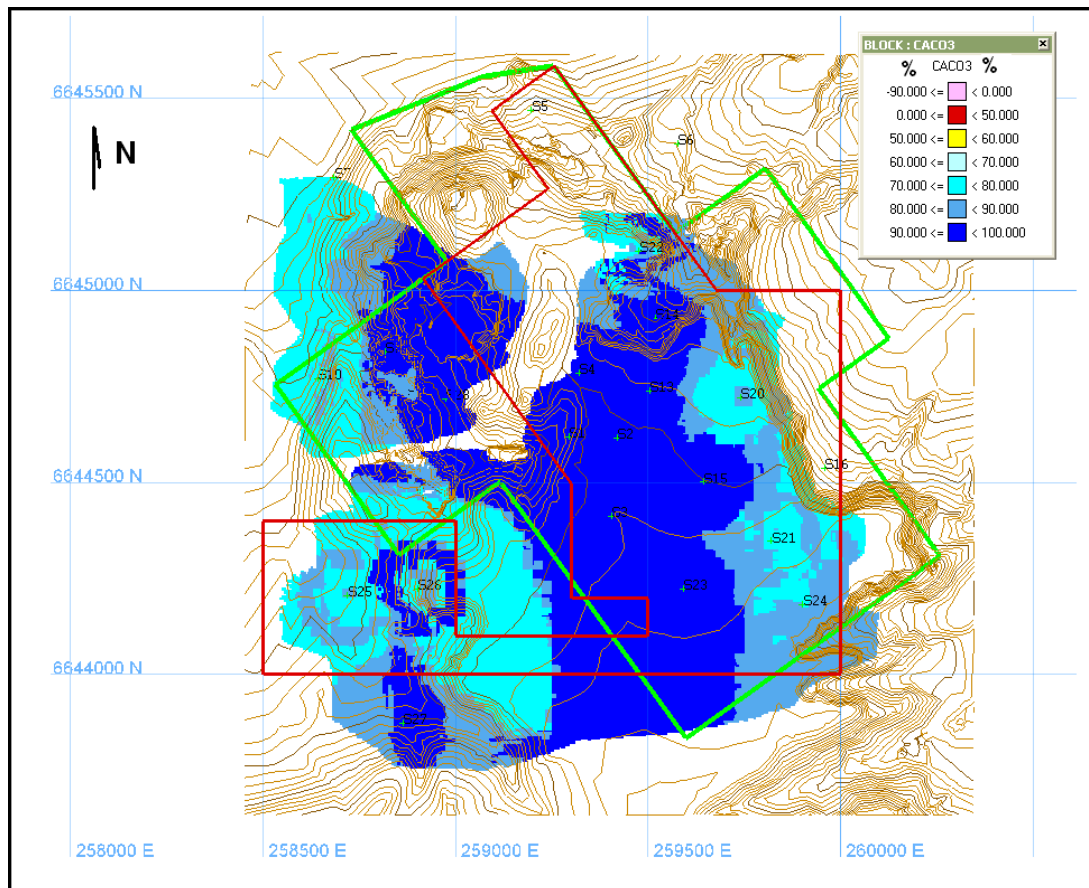 BLOCK : CACO3
% CACO3 %
-90.000 <= < 0.000
0.000 <= < 50.000
50.000 <= < 60.000
60.000 <= < 70.000
70.000 <= < 80.000
80.000 <= < 90.000
90.000 <= < 100.000
6645500 N
S5
N
S6
S7
S22
6645000 N
S4
S10
S20
S2
S16
S15
6644500 N
S21
S26
S25
S23
S24
6644000 N
S27
258000 E
258500 E
259000 E
259500 E
260000 E